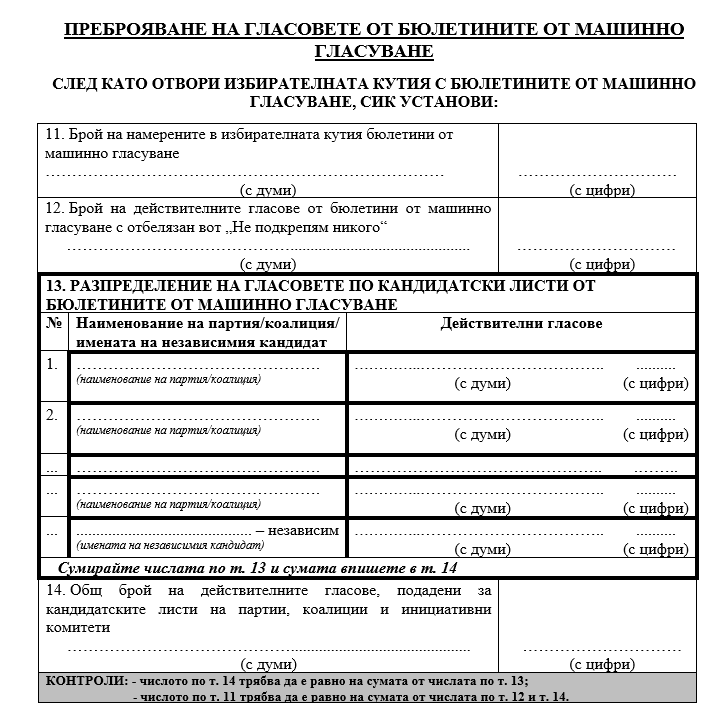 ПРЕБРОЯВАНЕ НА ГЛАСОВЕТЕ ОТ БЮЛЕТИНИТЕ ОТ МАШИННО
ГЛАСУВАНЕ
СЛЕД КАТО ОТВОРИ ИЗБИРАТЕЛНАТА КУТИЯ С БЮЛЕТИНИТЕ ОТ МАШИННО
ГЛАСУВАНЕ, СИК УСТАНОВИ:
11. Брой на намерените в избирателната кутия бюлетини от
машинно гласуване
………………………………………………………………… …………………………
(с думи) (с цифри)
12. Брой на действителните гласове от бюлетини от машинно
гласуване с отбелязан вот „Не подкрепям никого“
………………………………………………………………… …………………………
(с думи) (с цифри)
13. РАЗПРЕДЕЛЕНИЕ НА ГЛАСОВЕТЕ ПО КАНДИДАТСКИ ЛИСТИ ОТ
БЮЛЕТИНИТЕ ОТ МАШИННО ГЛАСУВАНЕ
№ Наименование на партия/коалиция/ Действителни гласове
имената на независимия кандидат
1. ……………………………………… ……………………………………….. ..........
(наименование на партия/коалиция) (с думи) (с цифри)
2. ……………………………………… ……………………………………….. ..........
(наименование на партия/коалиция) (с думи) (с цифри)
... ……………………………………… ……………………………………….. ……….
... ……………………………………… ……………………………………….. ..........
(наименование на партия/коалиция) (с думи) (с цифри)
... ................................................ – независим ……………………………………….. ..........
(имената на независимия кандидат) (с думи) (с цифри)
Сумирайте числата по т. 13 и сумата впишете в т. 14
14. Общ брой на действителните гласове, подадени за
кандидатските листи на партии, коалиции и инициативни
комитети
………………………………………………………………… …………………………
(с думи) (с цифри)
КОНТРОЛИ: - числото по т. 14 трябва да е равно на сумата от числата по т. 13;
- числото по т. 11 трябва да е равно на сумата от числата по т. 12 и т. 14.